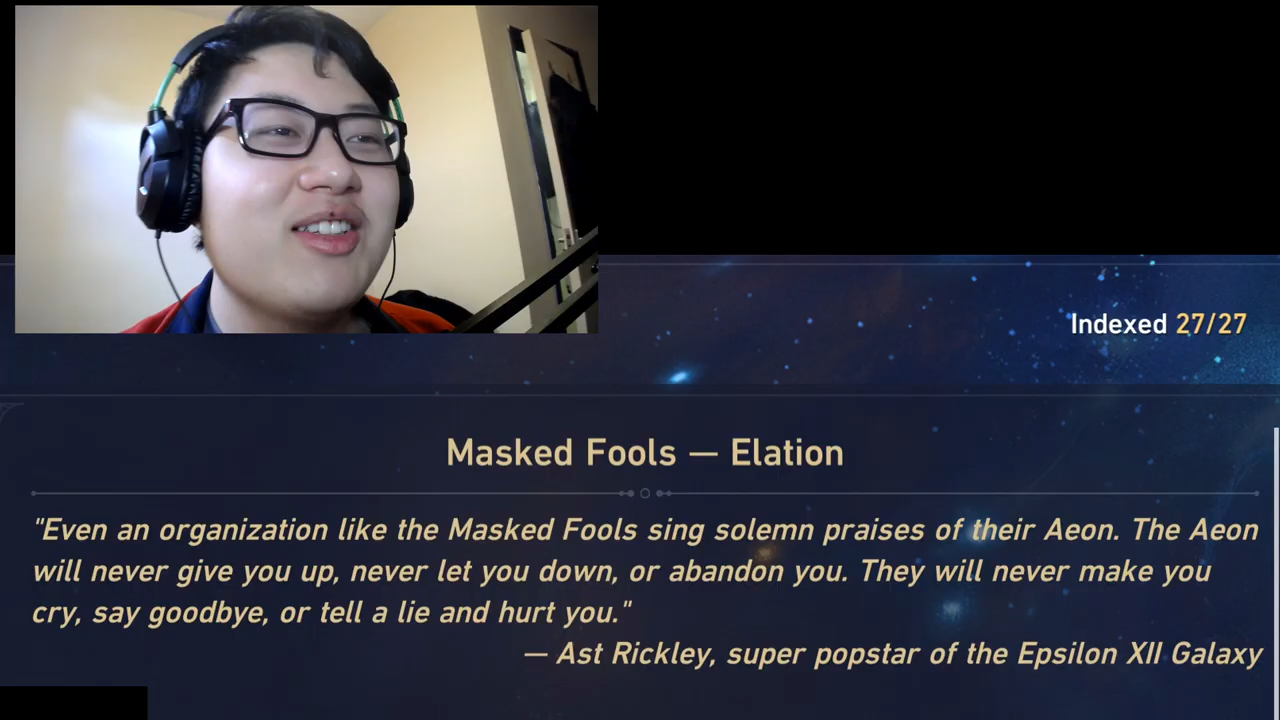 Indexed 27/27
Masked Fools — Elation
"Even an organization like the Masked Fools sing solemn praises of their Aeon. The Aeon
will never give you up, never let you down, or abandon you. They will never make you
cry, say goodbye, or tell a lie and hurt you."
— Ast Rickley, super popstar of the Epsilon XII Galaxy